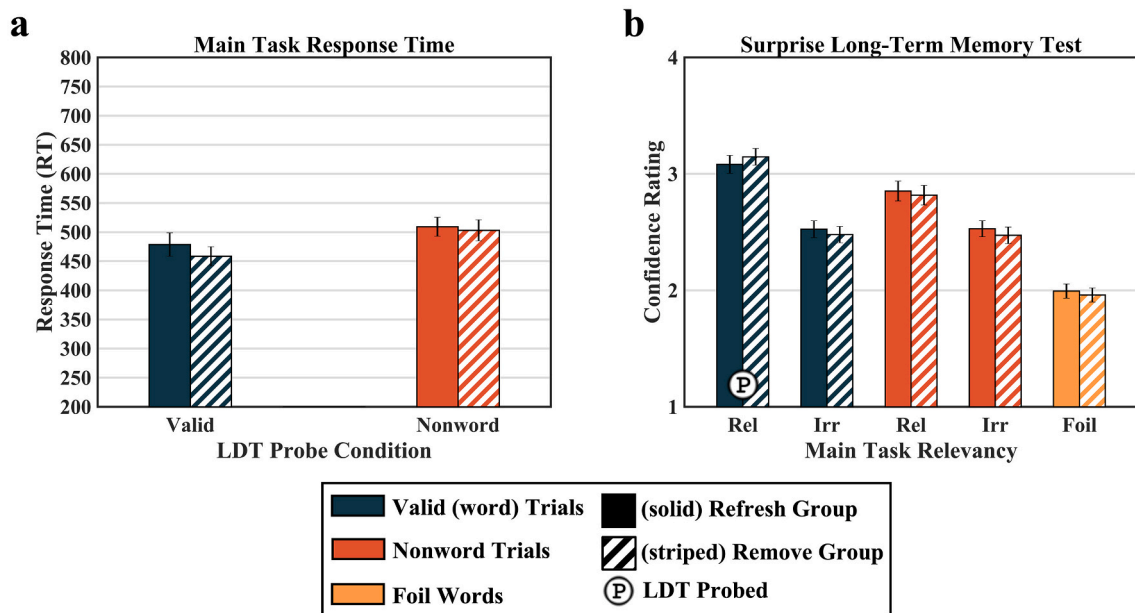 a
Main Task Response Time
800
750
700
650
600
550
500
450
400
350
300
250
200
Response Time (RT)
Valid
Nonword
LDT Probe Condition
b
Surprise Long-Term Memory Test
4
3
2
1
Confidence Rating
P
Rel
Irr
Rel
Irr
Foil
Main Task Relevancy
Valid (word) Trials
Nonword Trials
Foil Words
(solid) Refresh Group
(striped) Remove Group
P LDT Probed